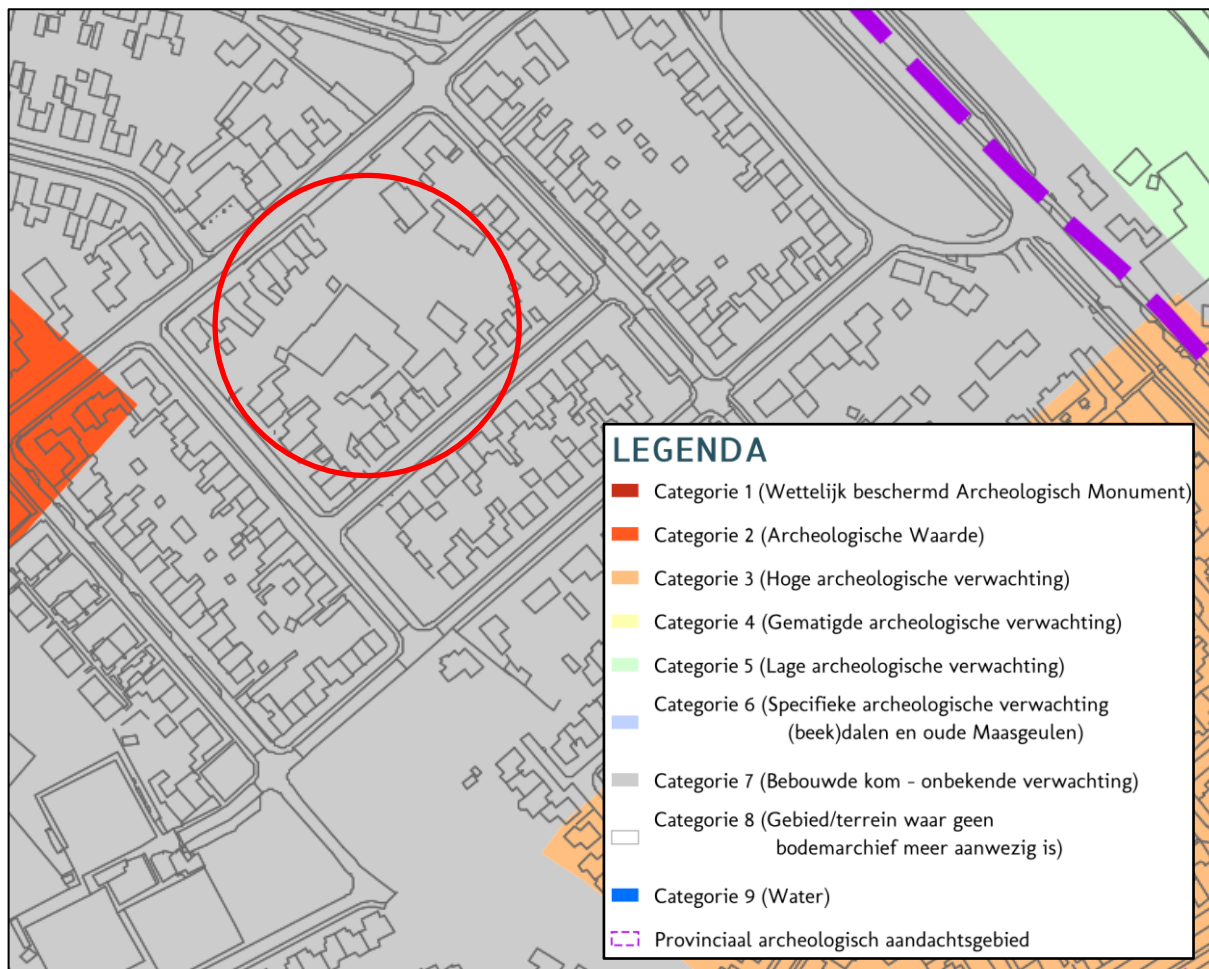 LEGENDA
Categorie 1 (Wettelijk beschermd Archeologisch Monument)
Categorie 2 (Archeologische Waarde)
Categorie 3 (Hoge archeologische verwachting)
Categorie 4 (Gematigde archeologische verwachting)
Categorie 5 (Lage archeologische verwachting)
Categorie 6 (Specifieke archeologische verwachting
(beek)dalen en oude Maasgeulen)
Categorie 7 (Bebouwde kom - onbekende verwachting)
Categorie 8 (Gebied/terrein waar geen
bodemarchief meer aanwezig is)
Categorie 9 (Water)
Provinciaal archeologisch aandachtsgebied